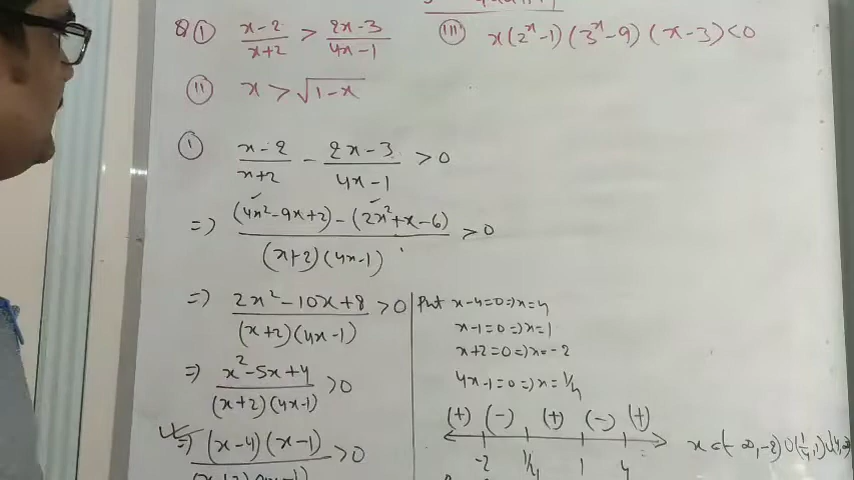 Q (I) (x-2)/(x+2) > (2x-3)/(4x-1) (III) x(2^x-1)(3^x-9)(x-3)<0
(II) x > √(1-x)
(I) (x-2)/(x+2) - (2x-3)/(4x-1) > 0
=> ((4x²-9x+2)-(2x²+x-6))/((x+2)(4x-1)) > 0
=> (2x²-10x+8)/((x+2)(4x-1)) > 0
=> (x²-5x+4)/((x+2)(4x-1)) > 0
=> ((x-4)(x-1))/((x+2)(4x-1)) > 0
Put x-4=0=>x=4
x-1=0=>x=1
x+2=0=>x=-2
4x-1=0=>x=1/4
(+) (-) (+) (-) (+)
-2 1/4 1 4
x∈(-∞,-2)∪(1/4,1)∪(4,∞)